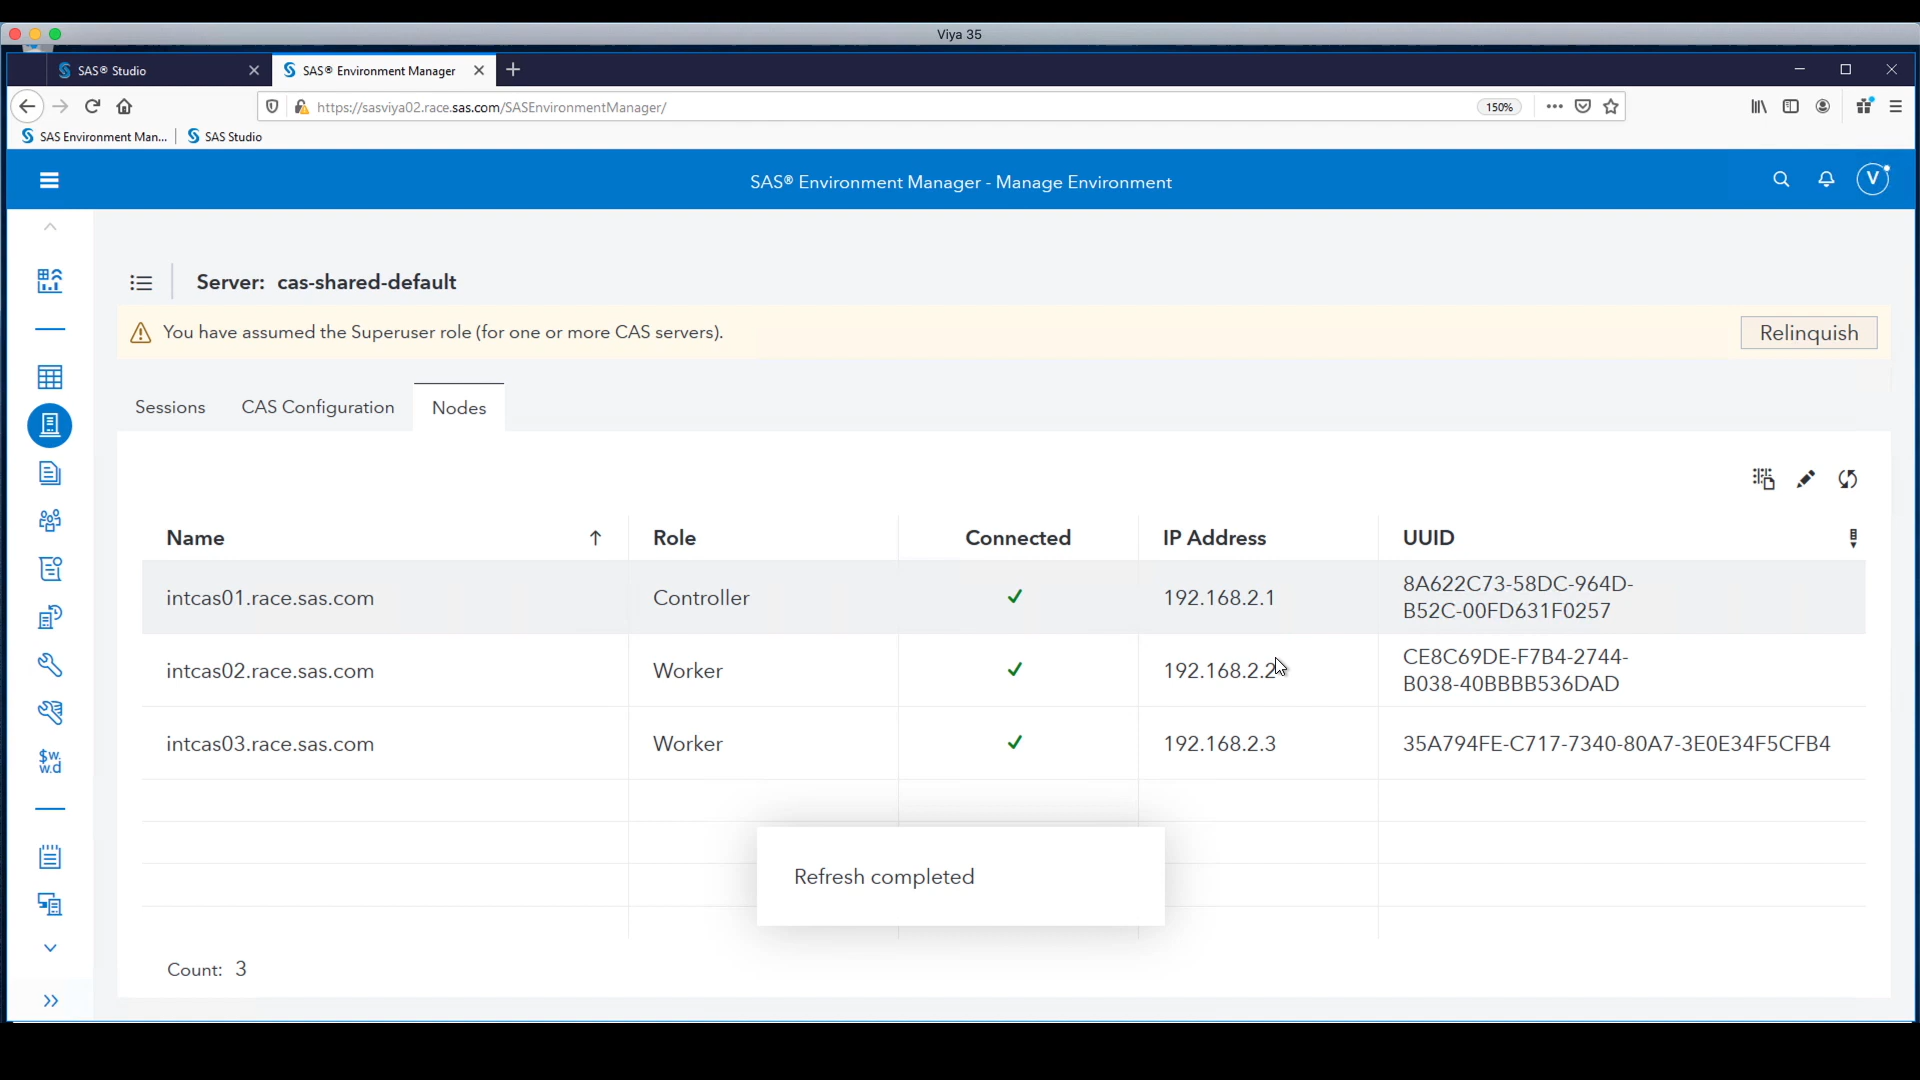 Viya 35
SAS® Studio
SAS® Environment Manager
https://sasviya02.race.sas.com/SASEnvironmentManager/
150%
SAS Environment Man...
SAS Studio
SAS® Environment Manager - Manage Environment
V
Server: cas-shared-default
You have assumed the Superuser role (for one or more CAS servers).
Relinquish
Sessions
CAS Configuration
Nodes
Name
Role
Connected
IP Address
UUID
intcas01.race.sas.com
Controller
192.168.2.1
8A622C73-58DC-964D-
B52C-00FD631F0257
intcas02.race.sas.com
Worker
192.168.2.2
CE8C69DE-F7B4-2744-
B038-40BBBB536DAD
intcas03.race.sas.com
Worker
192.168.2.3
35A794FE-C717-7340-80A7-3E0E34F5CFB4
$w.
w.d
Refresh completed
Count: 3